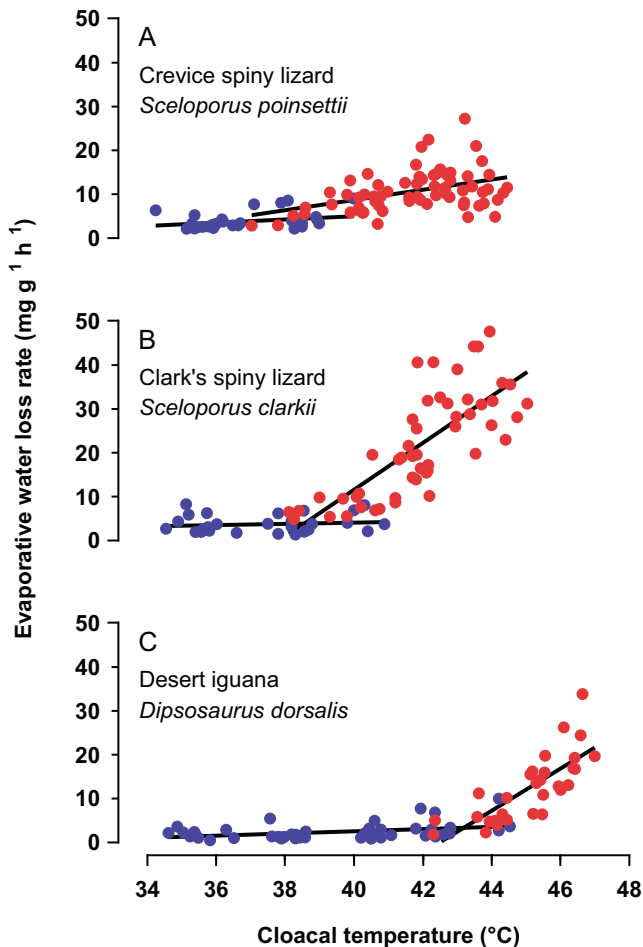 A
Crevice spiny lizard
Sceloporus poinsettii
50
40
30
20
10
0
B
Clark's spiny lizard
Sceloporus clarkii
50
40
30
20
10
0
C
Desert iguana
Dipsosaurus dorsalis
50
40
30
20
10
0
34 36 38 40 42 44 46 48
Cloacal temperature (°C)
Evaporative water loss rate (mg g 1 h 1)